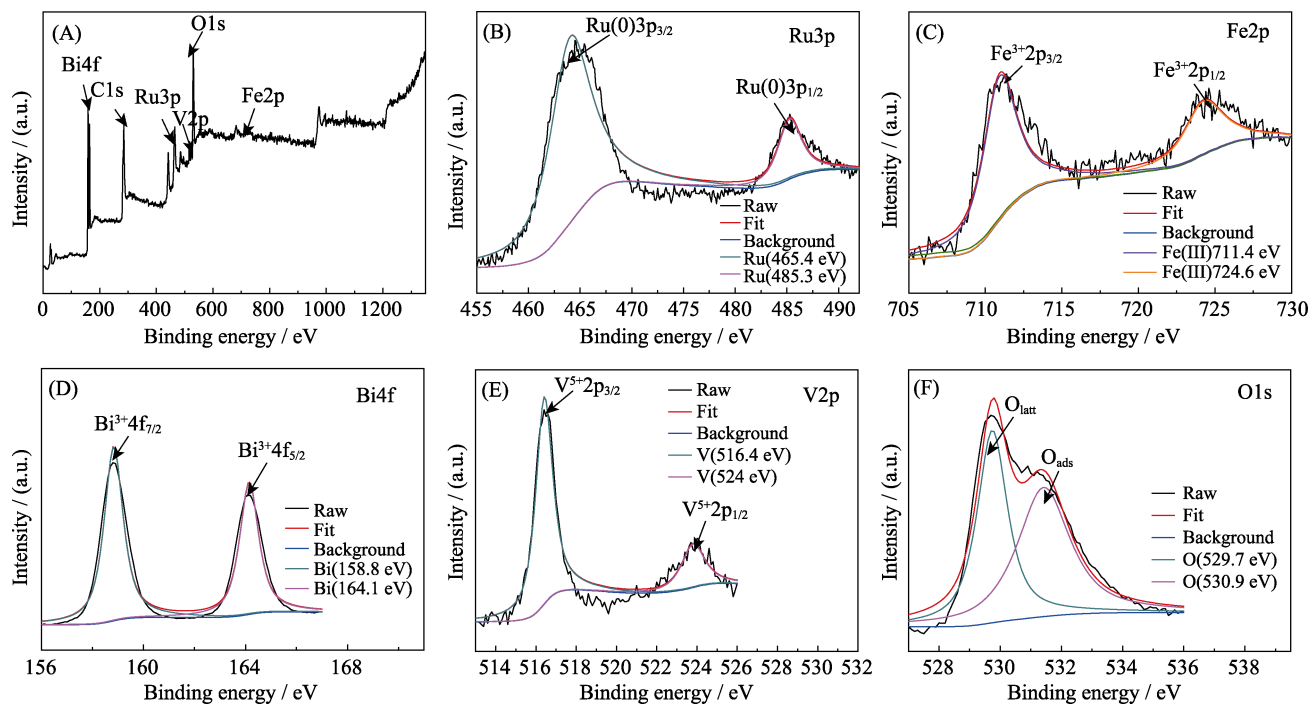 (A)
O1s
Bi4f
C1s
Ru3p
V2p
Fe2p
0 200 400 600 800 1000 1200
Binding energy / eV
Intensity / (a.u.)
(B)
Ru(0)3p3/2
Ru3p
Ru(0)3p1/2
Raw
Fit
Background
Ru(465.4 eV)
Ru(485.3 eV)
455 460 465 470 475 480 485 490
Binding energy / eV
Intensity / (a.u.)
(C)
Fe2p
Fe³⁺2p3/2
Fe³⁺2p1/2
Raw
Fit
Background
Fe(III)711.4 eV
Fe(III)724.6 eV
705 710 715 720 725 730
Binding energy / eV
Intensity / (a.u.)
(D)
Bi4f
Bi³⁺4f7/2
Bi³⁺4f5/2
Raw
Fit
Background
Bi(158.8 eV)
Bi(164.1 eV)
156 160 164 168
Binding energy / eV
Intensity / (a.u.)
(E)
V⁵⁺2p3/2
V2p
Raw
Fit
Background
V(516.4 eV)
V(524 eV)
V⁵⁺2p1/2
514 516 518 520 522 524 526 528 530 532
Binding energy / eV
Intensity / (a.u.)
(F)
O1s
Olatt
Oads
Raw
Fit
Background
O(529.7 eV)
O(530.9 eV)
528 530 532 534 536 538
Binding energy / eV
Intensity / (a.u.)